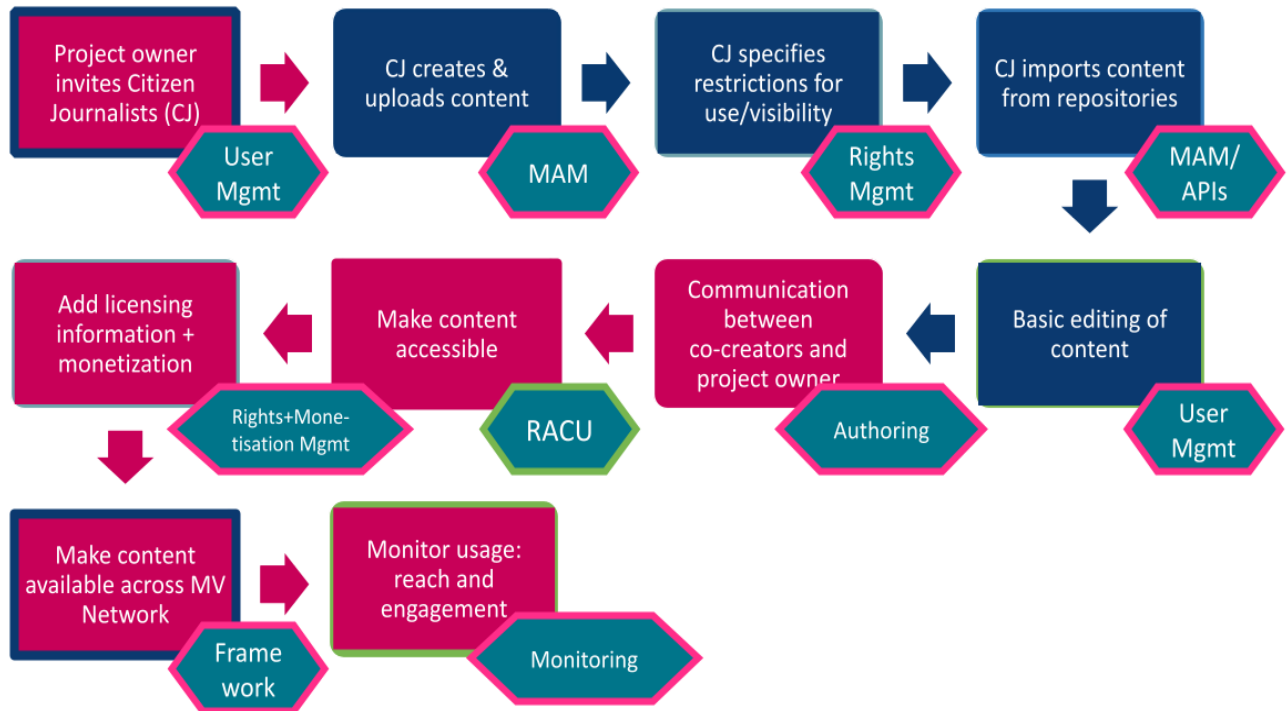 Project owner
invites Citizen
Journalists (CJ)
User
Mgmt
CJ creates &
uploads content
MAM
CJ specifies
restrictions for
use/visibility
Rights
Mgmt
CJ imports content
from repositories
MAM/
APIs
Basic editing of
content
User
Mgmt
Communication
between
co-creators and
project owner
Authoring
Make content
accessible
RACU
Add licensing
information +
monetization
Rights+Mone-
tisation Mgmt
Make content
available across MV
Network
Frame
work
Monitor usage:
reach and
engagement
Monitoring